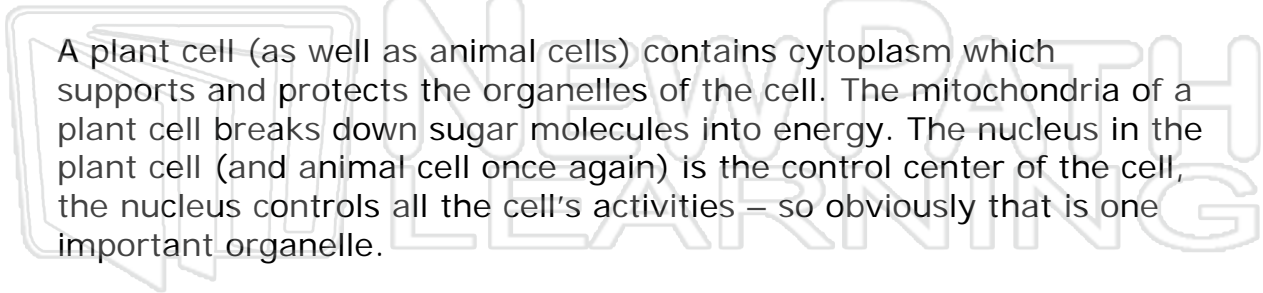 A plant cell (as well as animal cells) contains cytoplasm which
supports and protects the organelles of the cell. The mitochondria of a
plant cell breaks down sugar molecules into energy. The nucleus in the
plant cell (and animal cell once again) is the control center of the cell,
the nucleus controls all the cell's activities – so obviously that is one
important organelle.
NEW PATH
LEARNING